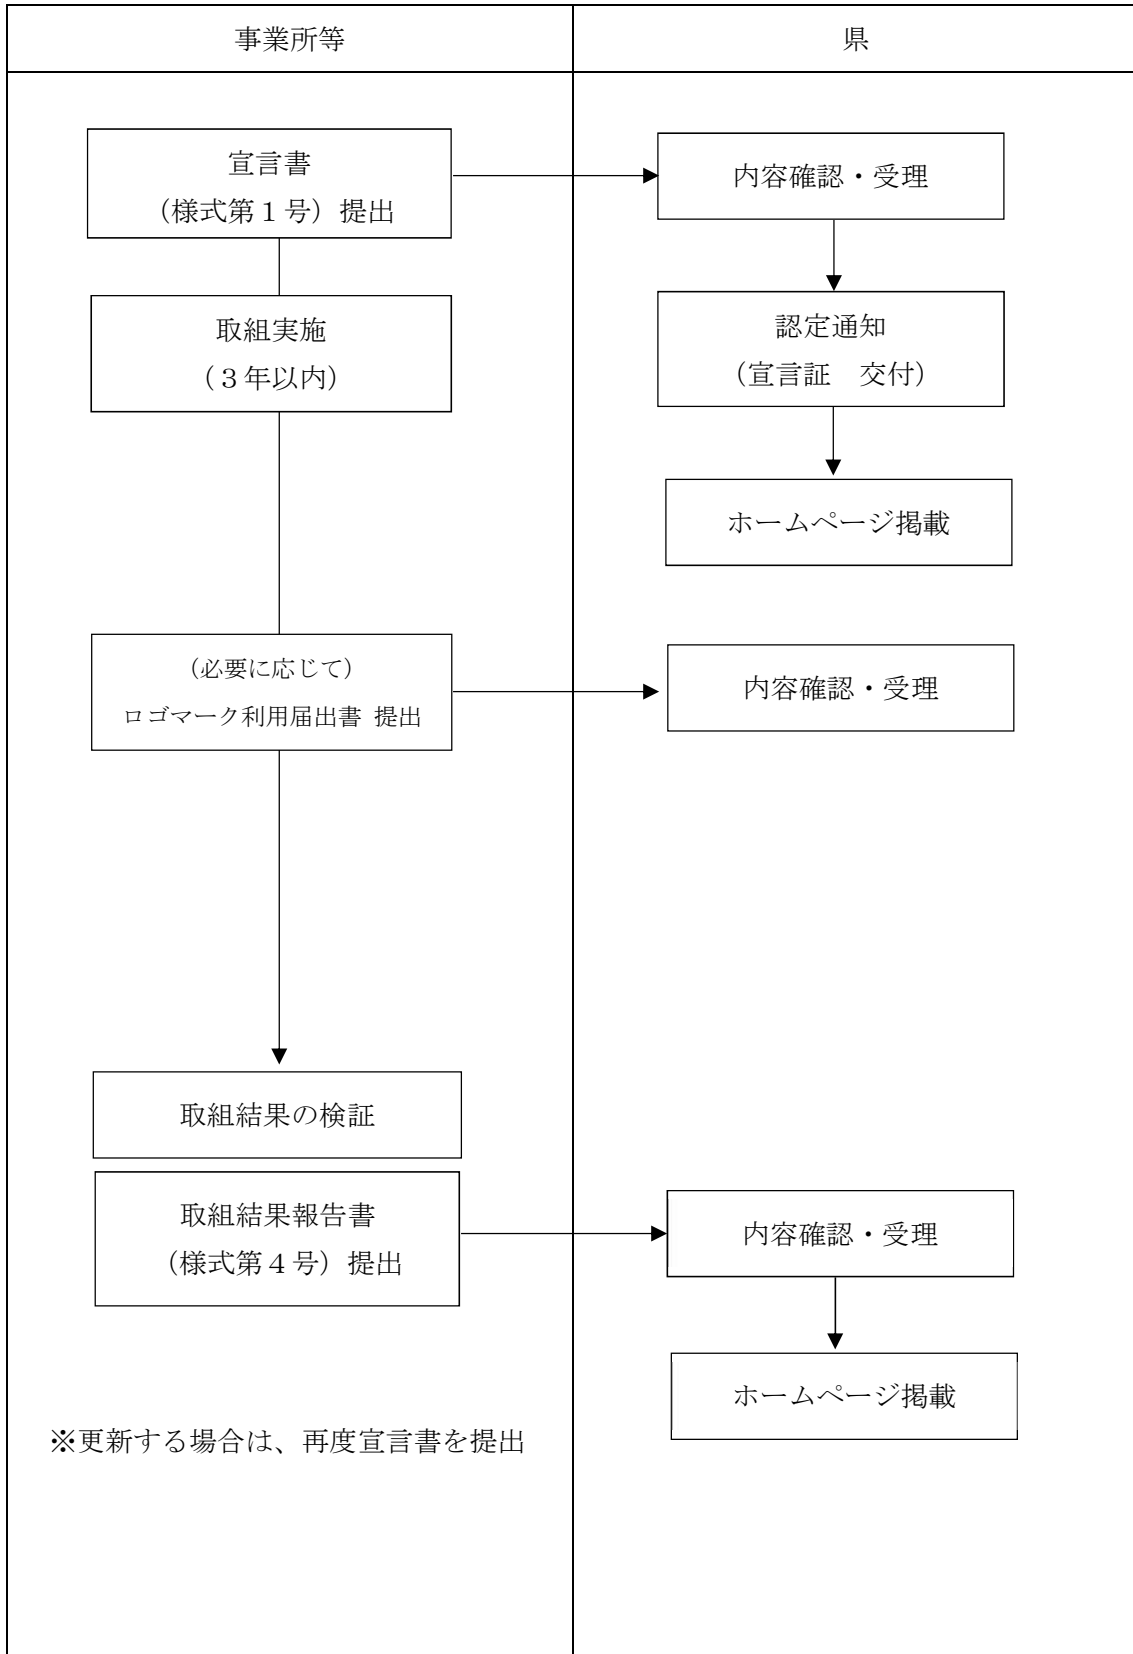 事業所等
県
宣言書
（様式第１号）提出
内容確認・受理
取組実施
（３年以内）
認定通知
（宣言証　交付）
ホームページ掲載
（必要に応じて）
ロゴマーク利用届出書 提出
内容確認・受理
取組結果の検証
取組結果報告書
（様式第４号）提出
内容確認・受理
ホームページ掲載
※更新する場合は、再度宣言書を提出